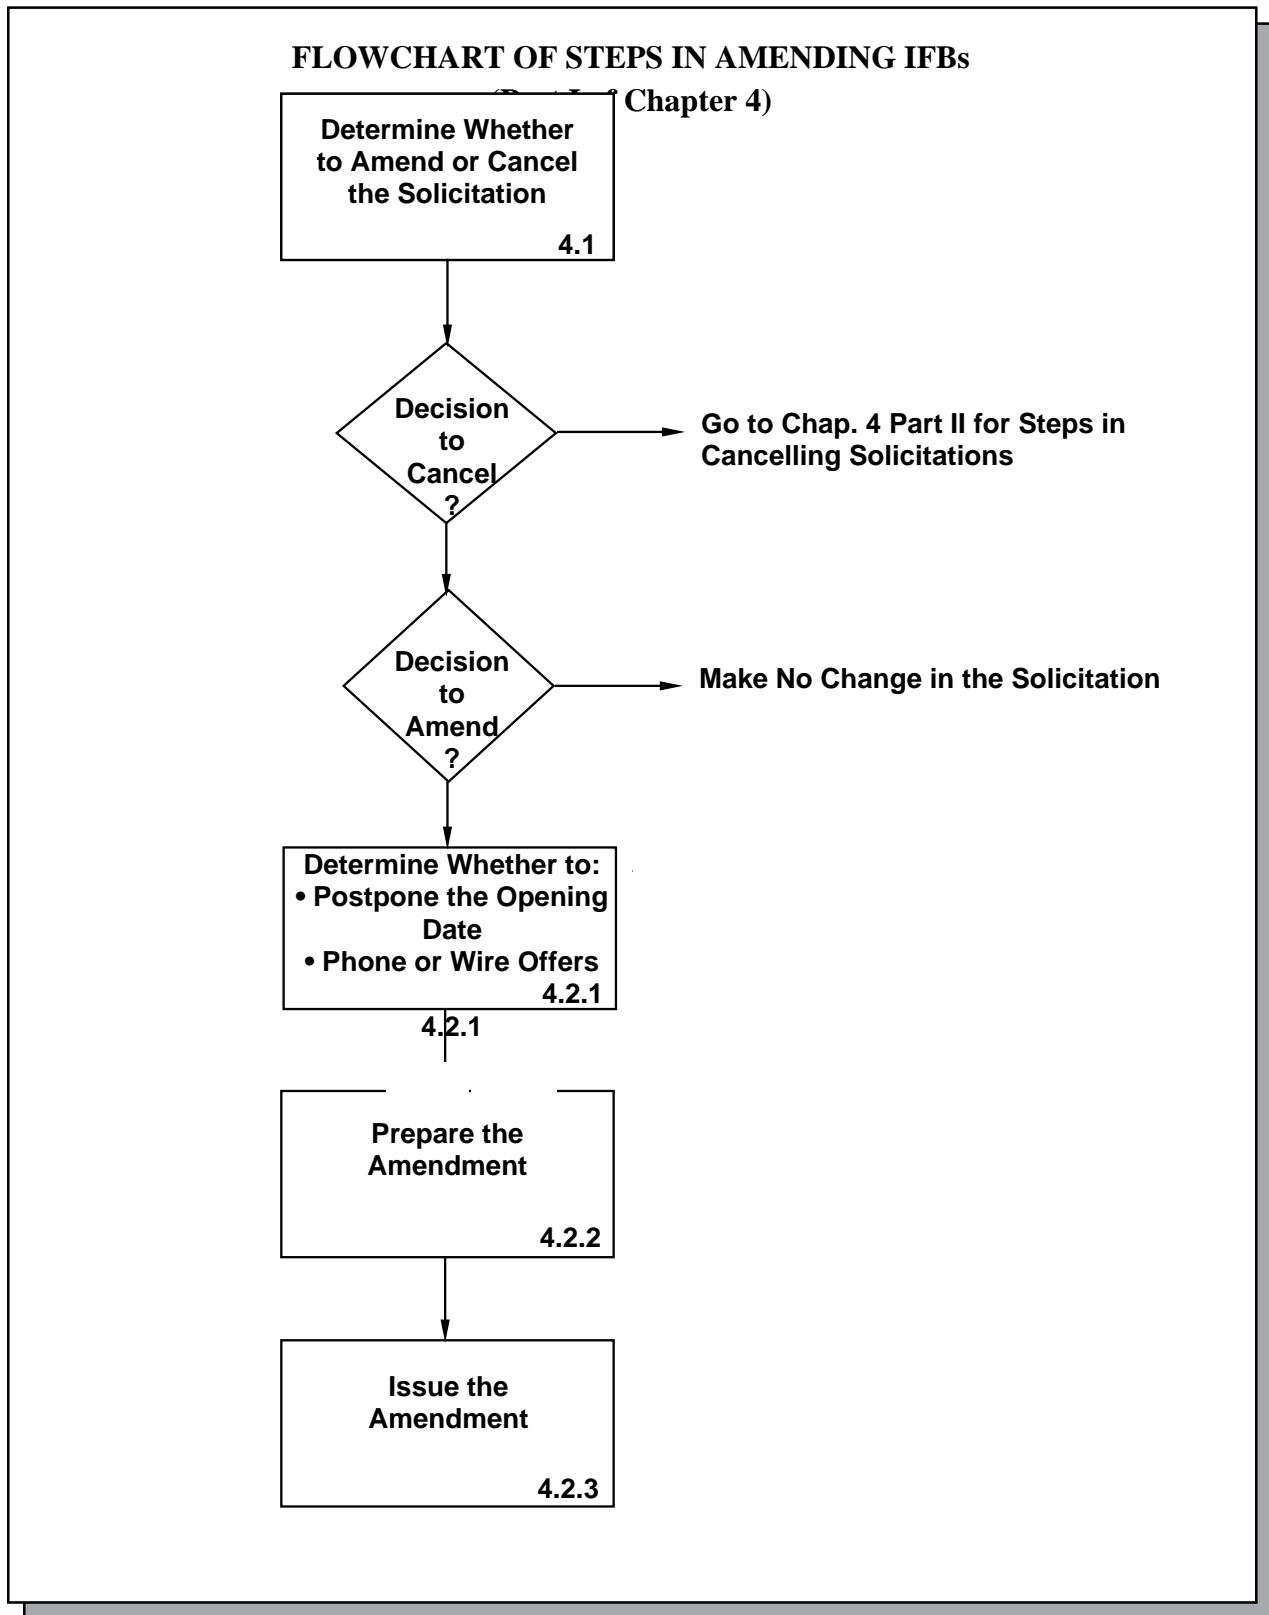 FLOWCHART OF STEPS IN AMENDING IFBs
Chapter 4)
Determine Whether
to Amend or Cancel
the Solicitation
4.1
Decision
to
Cancel
?
Go to Chap. 4 Part II for Steps in
Cancelling Solicitations
Decision
to
Amend
?
Make No Change in the Solicitation
Determine Whether to:
• Postpone the Opening
Date
• Phone or Wire Offers
4.2.1
4.2.1
Prepare the
Amendment
4.2.2
Issue the
Amendment
4.2.3